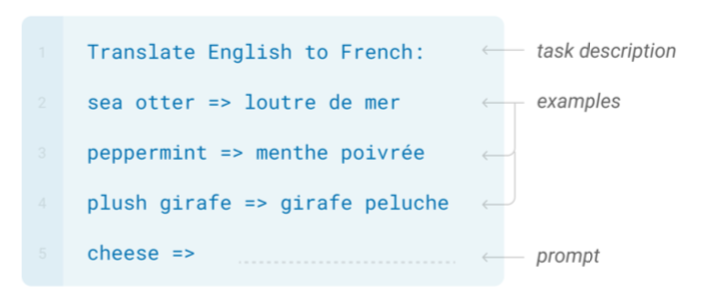 1 Translate English to French: task description
2 sea otter => loutre de mer examples
3 peppermint => menthe poivrée
4 plush girafe => girafe peluche
5 cheese => prompt